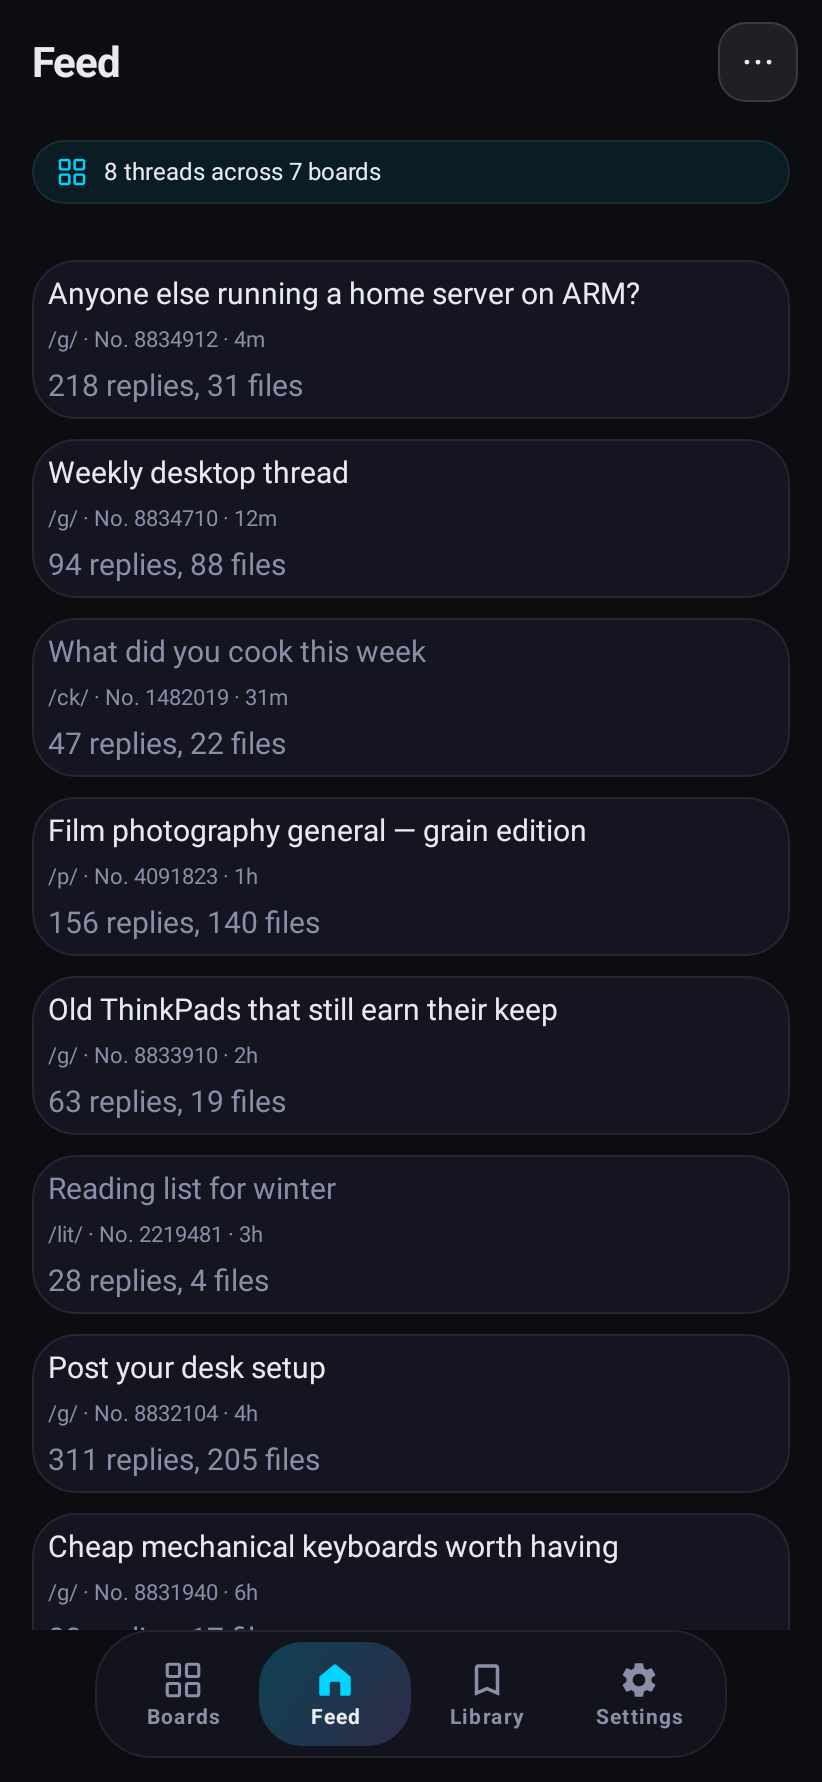 Feed
8 threads across 7 boards
Anyone else running a home server on ARM?
/g/ · No. 8834912 · 4m
218 replies, 31 files
Weekly desktop thread
/g/ · No. 8834710 · 12m
94 replies, 88 files
What did you cook this week
/ck/ · No. 1482019 · 31m
47 replies, 22 files
Film photography general — grain edition
/p/ · No. 4091823 · 1h
156 replies, 140 files
Old ThinkPads that still earn their keep
/g/ · No. 8833910 · 2h
63 replies, 19 files
Reading list for winter
/lit/ · No. 2219481 · 3h
28 replies, 4 files
Post your desk setup
/g/ · No. 8832104 · 4h
311 replies, 205 files
Cheap mechanical keyboards worth having
/g/ · No. 8831940 · 6h
Boards
Feed
Library
Settings